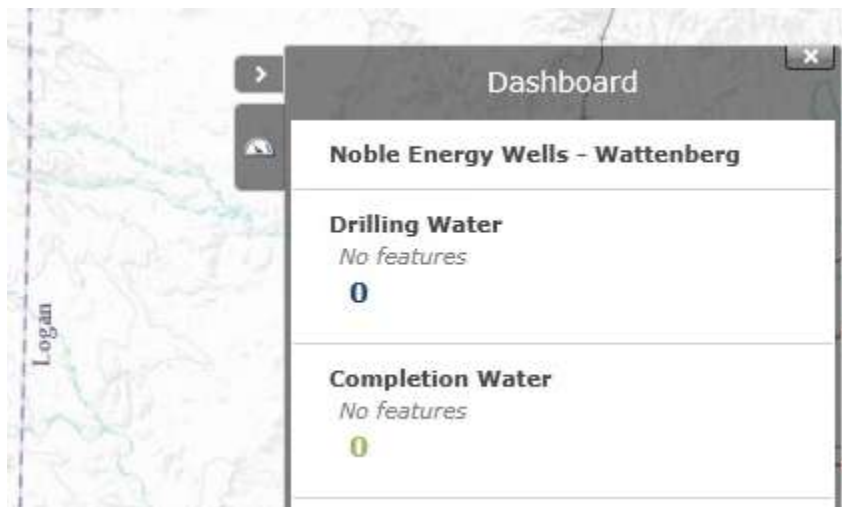 Dashboard
Noble Energy Wells - Wattenberg
Drilling Water
No features
0
Completion Water
No features
0
Logan